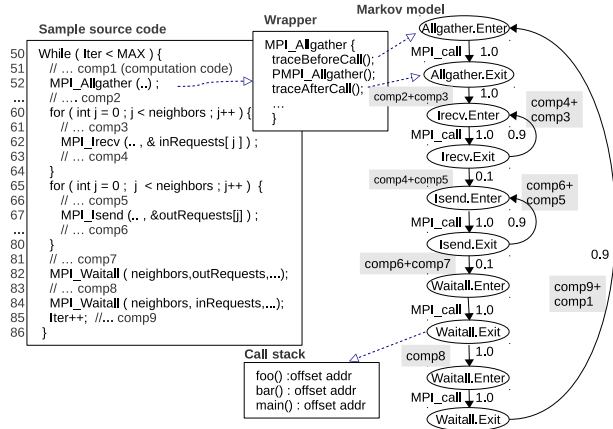 Sample source code
50 While ( Iter < MAX ) {
51 // ... comp1 (computation code)
52 MPI_Allgather (..) ;
... // .... comp2
60 for ( int j = 0 ; j < neighbors ; j++ ) {
61 // ... comp3
62 MPI_Irecv (.. , & inRequests[ j ] ) ;
63 // ... comp4
64 }
65 for ( int j = 0 ; j < neighbors ; j++ ) {
66 // ... comp5
67 MPI_Isend (.. , &outRequests[j] ) ;
... // ... comp6
80 }
81 // ... comp7
82 MPI_Waitall ( neighbors,outRequests,...);
83 // ... comp8
84 MPI_Waitall ( neighbors, inRequests,...);
85 Iter++; //... comp9
86 }
Wrapper
MPI_Allgather {
traceBeforeCall();
PMPI_Allgather();
traceAfterCall();
...
}
Call stack
foo() :offset addr
bar() : offset addr
main() : offset addr
Markov model
Allgather.Enter
MPI_call 1.0
Allgather.Exit
comp2+comp3 1.0
Irecv.Enter
comp4+
comp3
MPI_call 1.0 0.9
Irecv.Exit
comp4+comp5 0.1
Isend.Enter
comp6+
comp5
MPI_call 1.0 0.9
Isend.Exit
comp6+comp7 0.1
Waitall.Enter
0.9
comp9+
comp1
MPI_call 1.0
Waitall.Exit
comp8 1.0
Waitall.Enter
MPI_call 1.0
Waitall.Exit